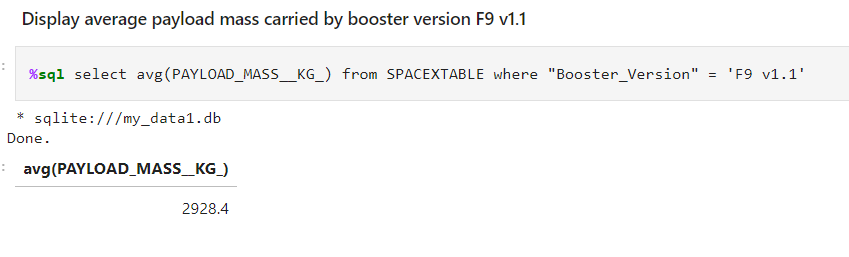 Display average payload mass carried by booster version F9 v1.1
: %sql select avg(PAYLOAD_MASS__KG_) from SPACEXTABLE where "Booster_Version" = 'F9 v1.1'
* sqlite:///my_data1.db
Done.
: avg(PAYLOAD_MASS__KG_)
2928.4